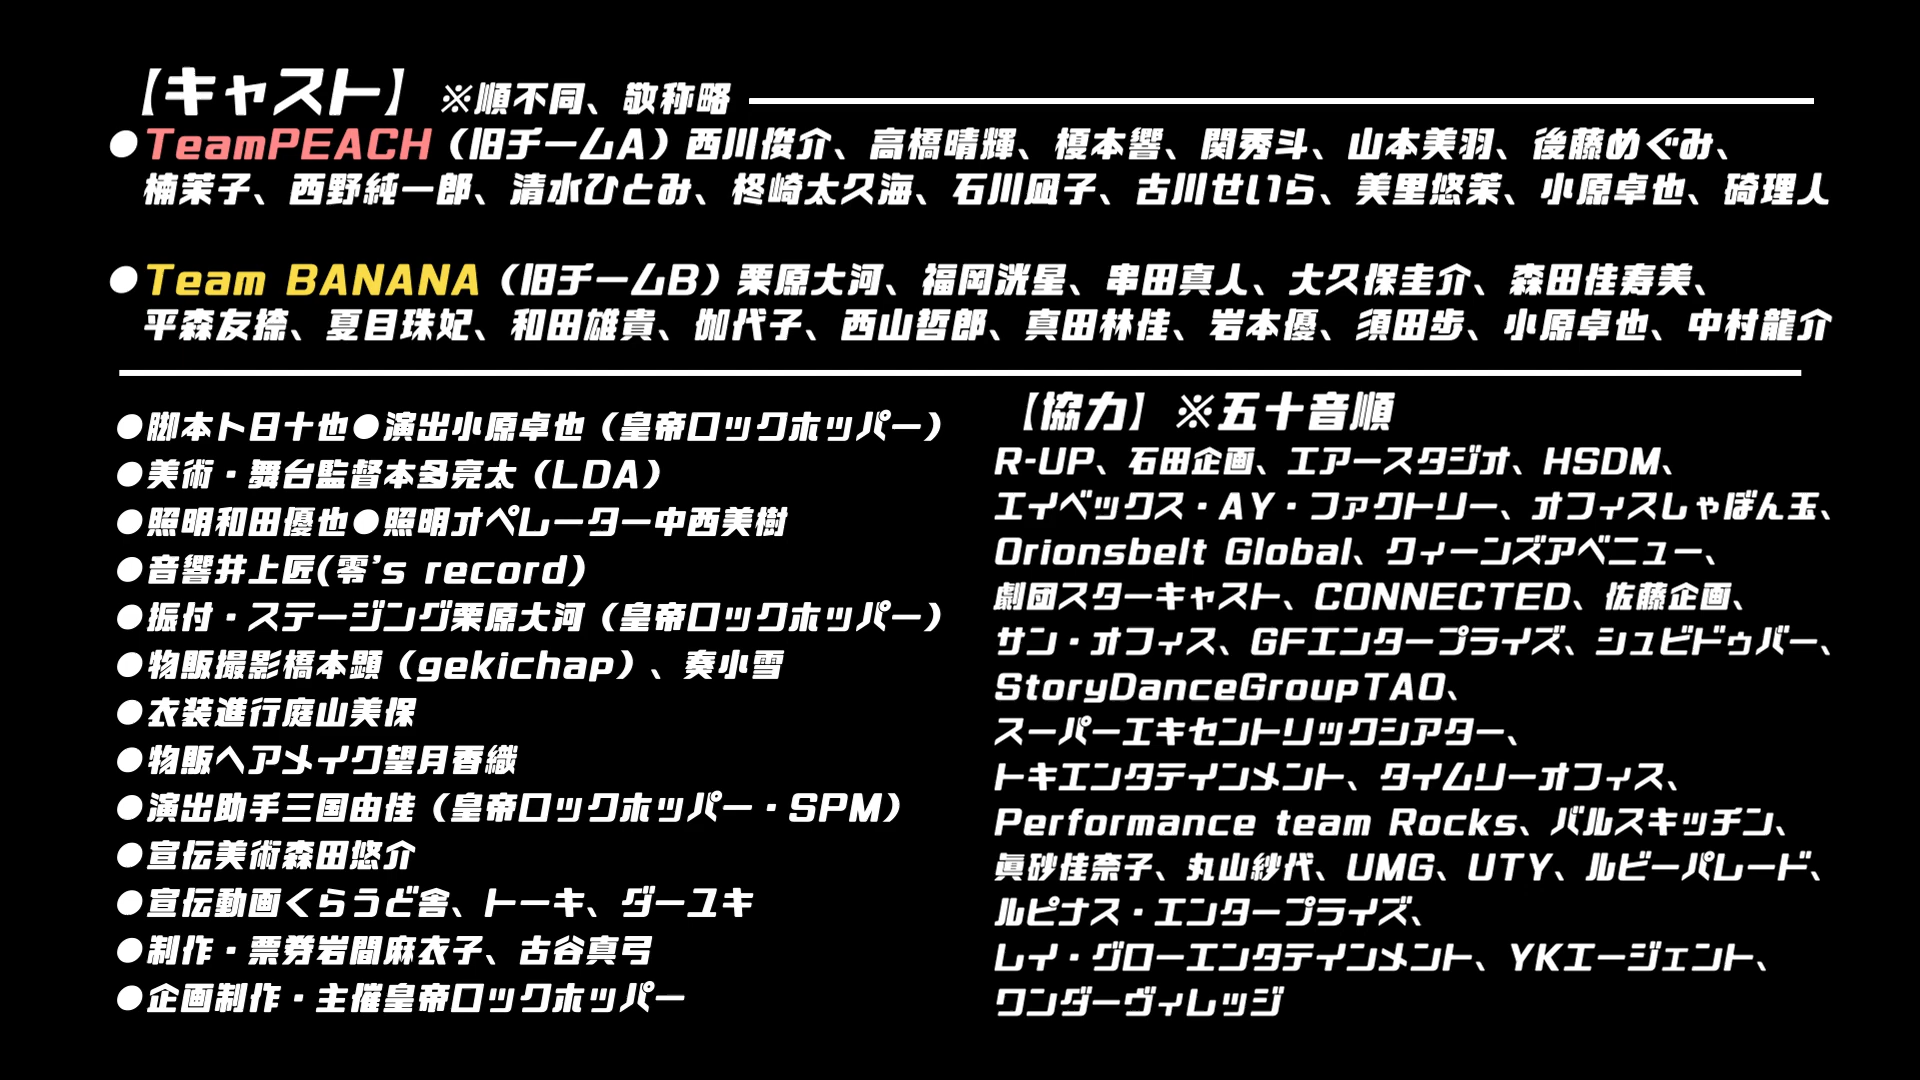 【キャスト】 ※順不同、敬称略
●TeamPEACH（旧チームA）西川俊介、高橋晴輝、榎本響、関秀斗、山本美羽、後藤めぐみ、
楠茉子、西野純一郎、清水ひとみ、柊崎太久海、石川凪子、古川せいら、美里悠茉、小原卓也、碕理人
●Team BANANA（旧チームB）栗原大河、福岡洸星、串田真人、大久保圭介、森田佳寿美、
平森友捺、夏目珠妃、和田雄貴、伽代子、西山哲郎、真田林佳、岩本優、須田歩、小原卓也、中村龍介
●脚本ト日十也●演出小原卓也（皇帝ロックホッパー）
●美術・舞台監督本多亮太（LDA）
●照明和田優也●照明オペレーター中西美樹
●音響井上匠(零's record)
●振付・ステージング栗原大河（皇帝ロックホッパー）
●物販撮影橋本顕（gekichap）、奏小雪
●衣装進行庭山美保
●物販ヘアメイク望月香織
●演出助手三国由佳（皇帝ロックホッパー・SPM）
●宣伝美術森田悠介
●宣伝動画くらうど舎、トーキ、ダーユキ
●制作・票券岩間麻衣子、古谷真弓
●企画制作・主催皇帝ロックホッパー
【協力】※五十音順
R-UP、石田企画、エアースタジオ、HSDM、
エイベックス・AY・ファクトリー、オフィスしゃぼん玉、
Orionsbelt Global、クィーンズアベニュー、
劇団スターキャスト、CONNECTED、佐藤企画、
サン・オフィス、GFエンタープライズ、シュビドゥバー、
StoryDanceGroupTAO、
スーパーエキセントリックシアター、
トキエンタテインメント、タイムリーオフィス、
Performance team Rocks、バルスキッチン、
眞砂佳奈子、丸山紗代、UMG、UTY、ルビーパレード、
ルピナス・エンタープライズ、
レイ・グローエンタテインメント、YKエージェント、
ワンダーヴィレッジ